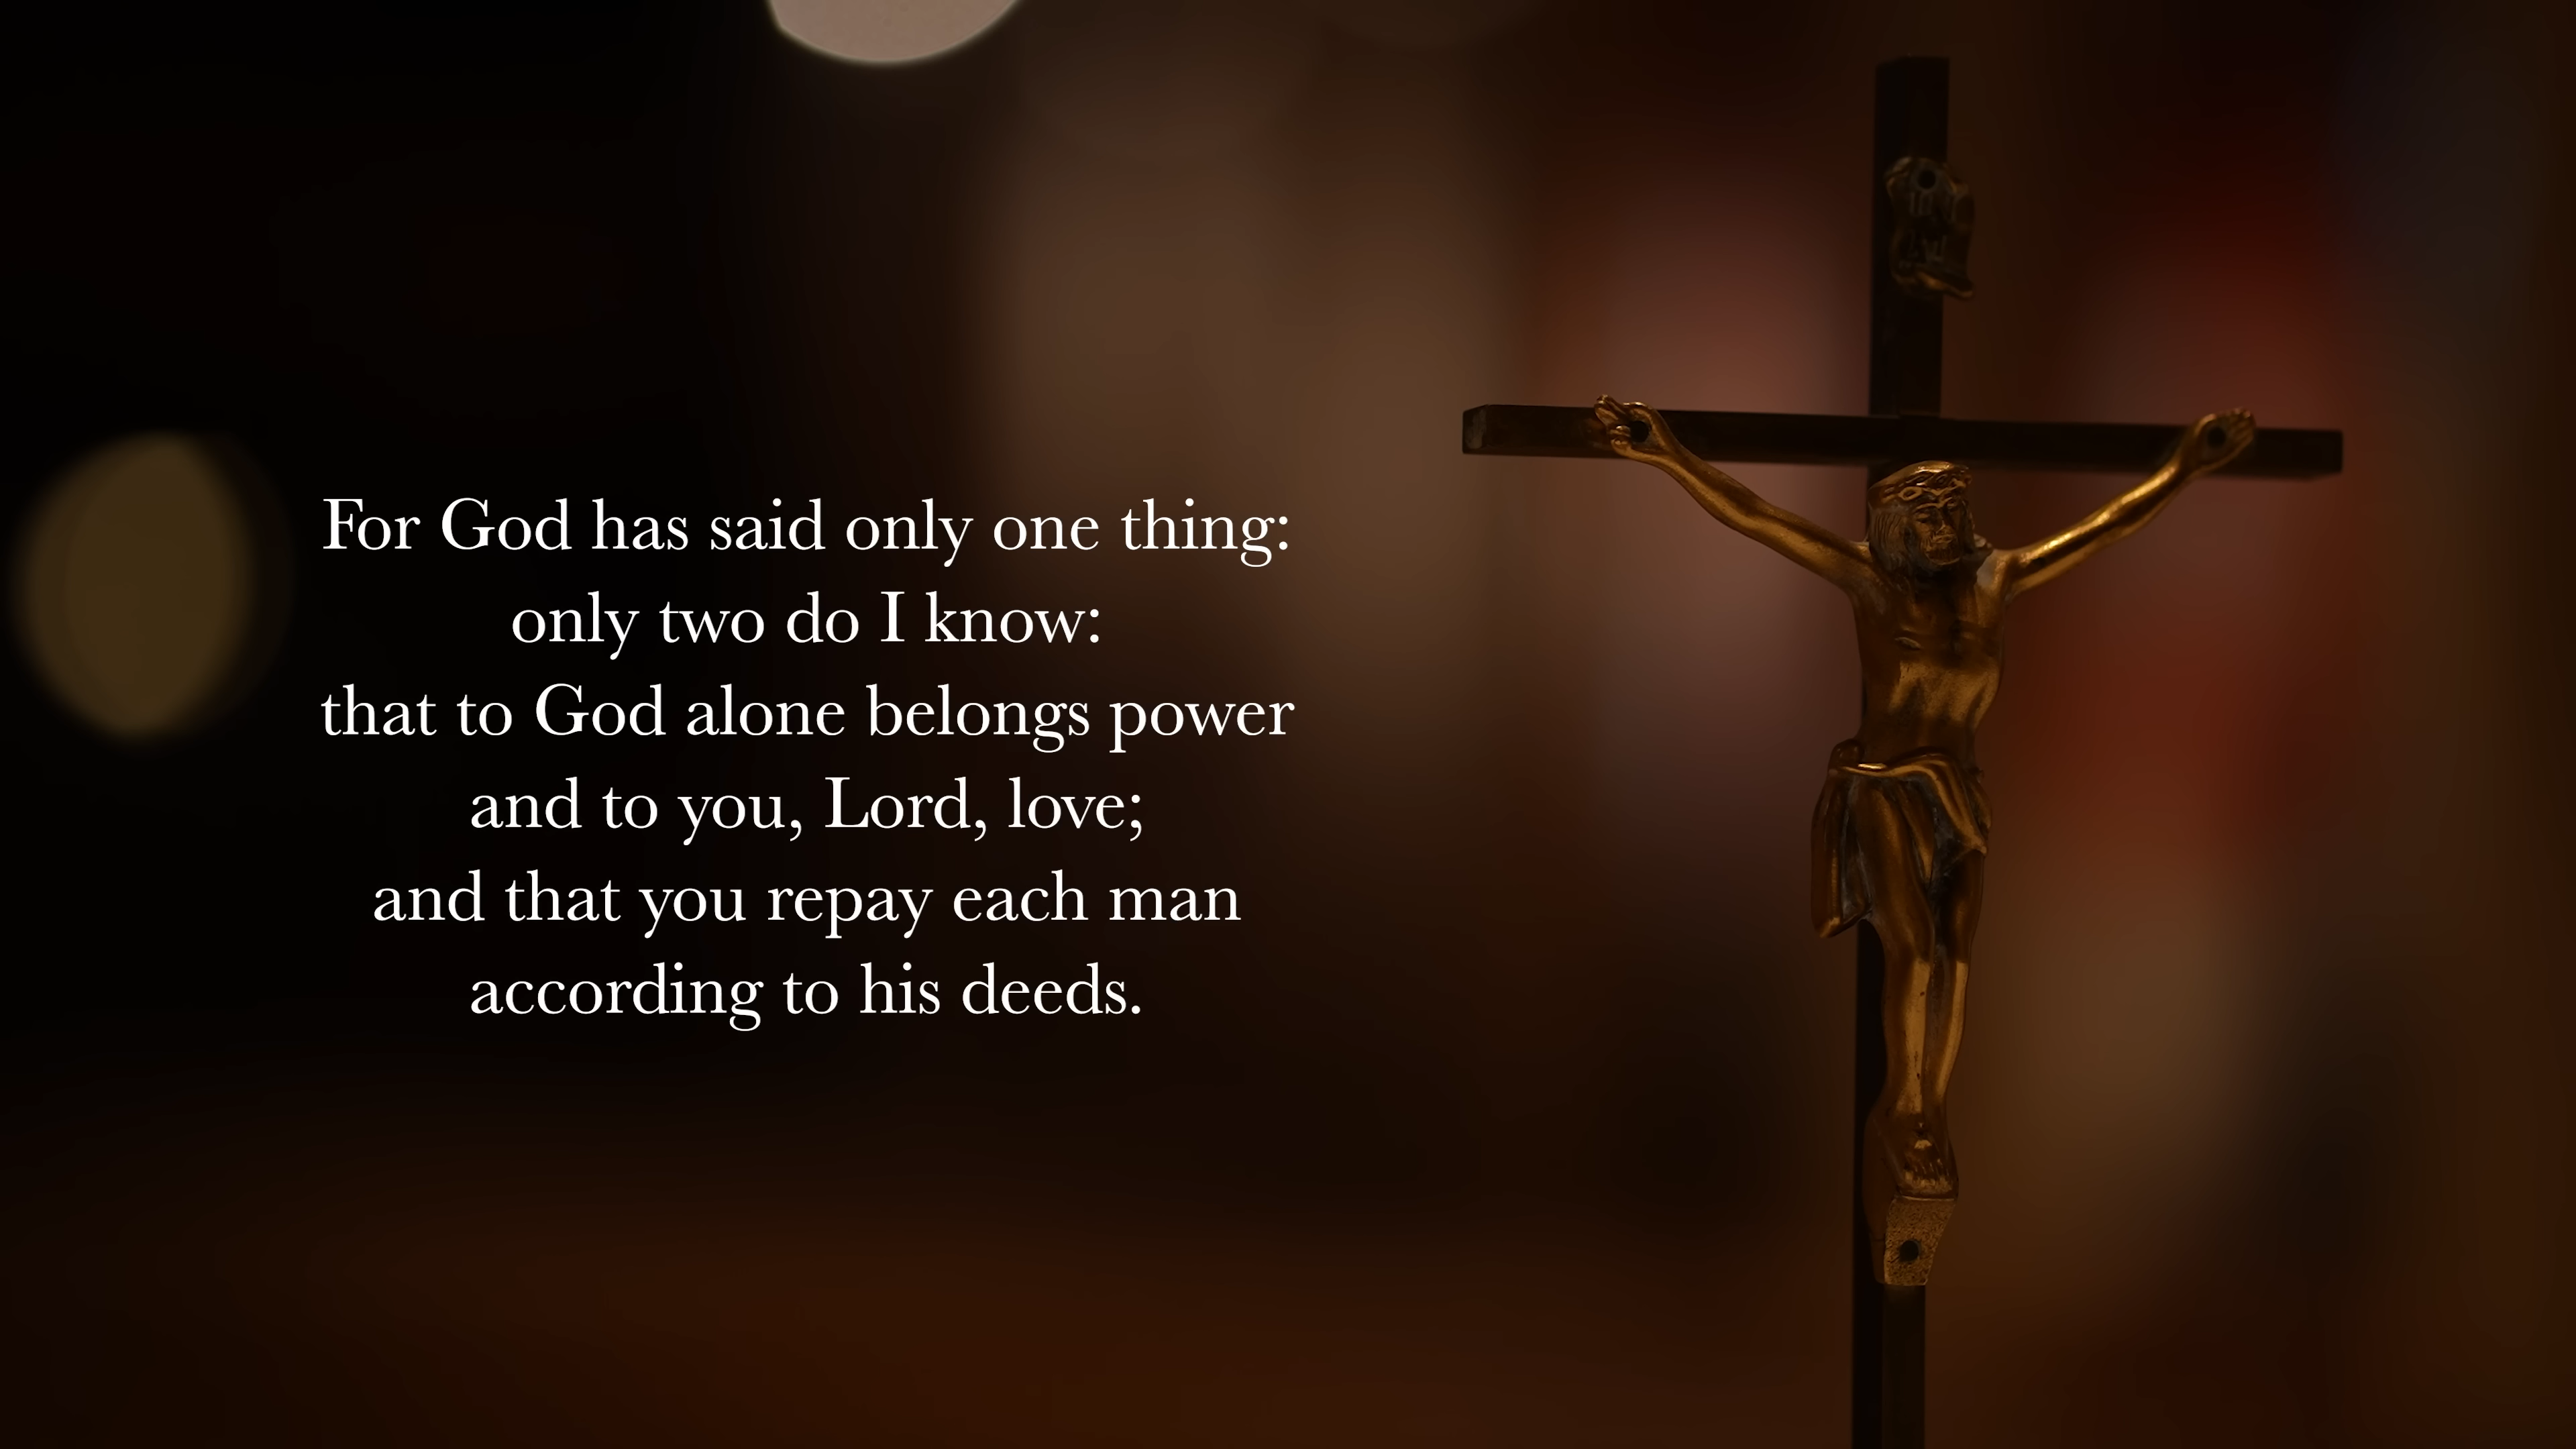 For God has said only one thing:
only two do I know:
that to God alone belongs power
and to you, Lord, love;
and that you repay each man
according to his deeds.